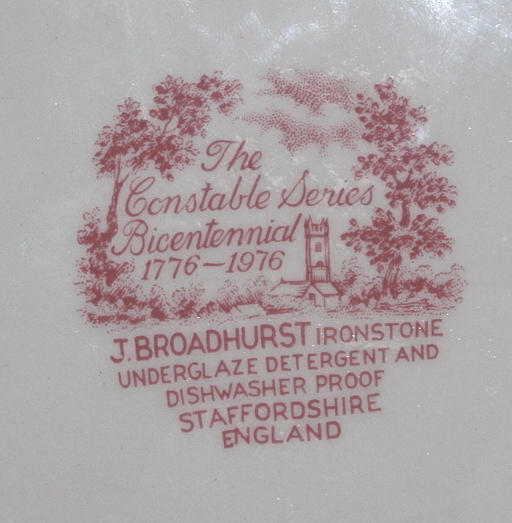 The
Constable Series
Bicentennial
1776-1976
J. BROADHURST IRONSTONE
UNDERGLAZE DETERGENT AND
DISHWASHER PROOF
STAFFORDSHIRE
ENGLAND